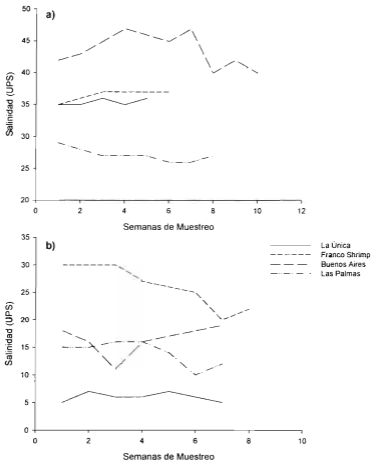 a)
50
45
40
35
30
25
20
Salinidad (UPS)
0 2 4 6 8 10 12
Semanas de Muestreo
b)
35
30
25
20
15
10
5
0
Salinidad (UPS)
0 2 4 6 8 10
Semanas de Muestreo
La Única
Franco Shrimp
Buenos Aires
Las Palmas